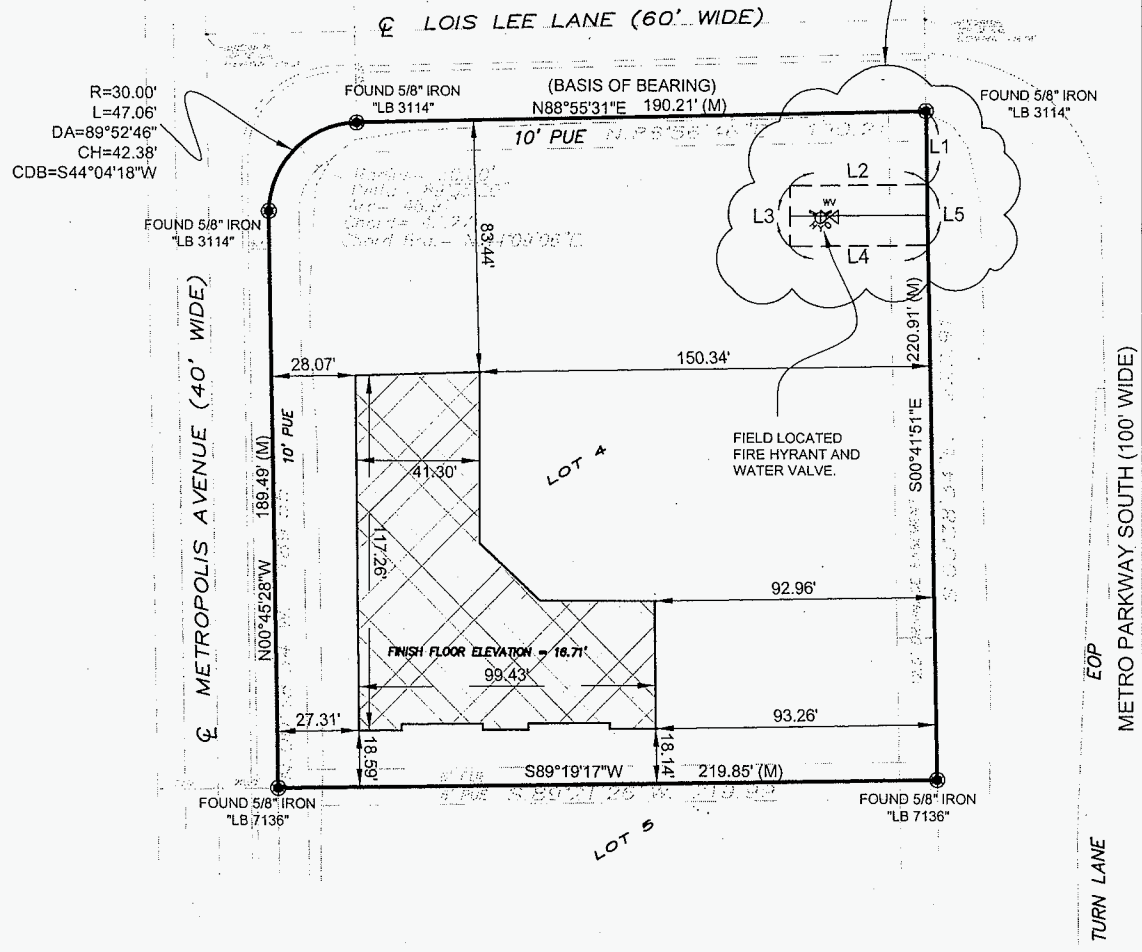 ℄ LOIS LEE LANE (60' WIDE)
R=30.00'
L=47.06'
DA=89°52'46"
CH=42.38'
CDB=S44°04'18"W
FOUND 5/8" IRON
"LB 3114"
(BASIS OF BEARING)
N88°55'31"E 190.21' (M)
FOUND 5/8" IRON
"LB 3114"
10' PUE
L1
L2
L3
WV
HYD
L5
L4
FOUND 5/8" IRON
"LB 3114"
83.44'
220.91' (M)
S00°41'51"E
28.07'
150.34'
℄ METROPOLIS AVENUE (40' WIDE)
10' PUE
189.49' (M)
N00°45'28"W
41.30'
LOT 4
FIELD LOCATED
FIRE HYRANT AND
WATER VALVE.
117.26'
METRO PARKWAY SOUTH (100' WIDE)
92.96'
FINISH FLOOR ELEVATION = 16.71'
99.43'
EOP
27.31'
93.26'
18.59'
18.14'
S89°19'17"W 219.85' (M)
FOUND 5/8" IRON
"LB 7136"
FOUND 5/8" IRON
"LB 7136"
LOT 5
TURN LANE